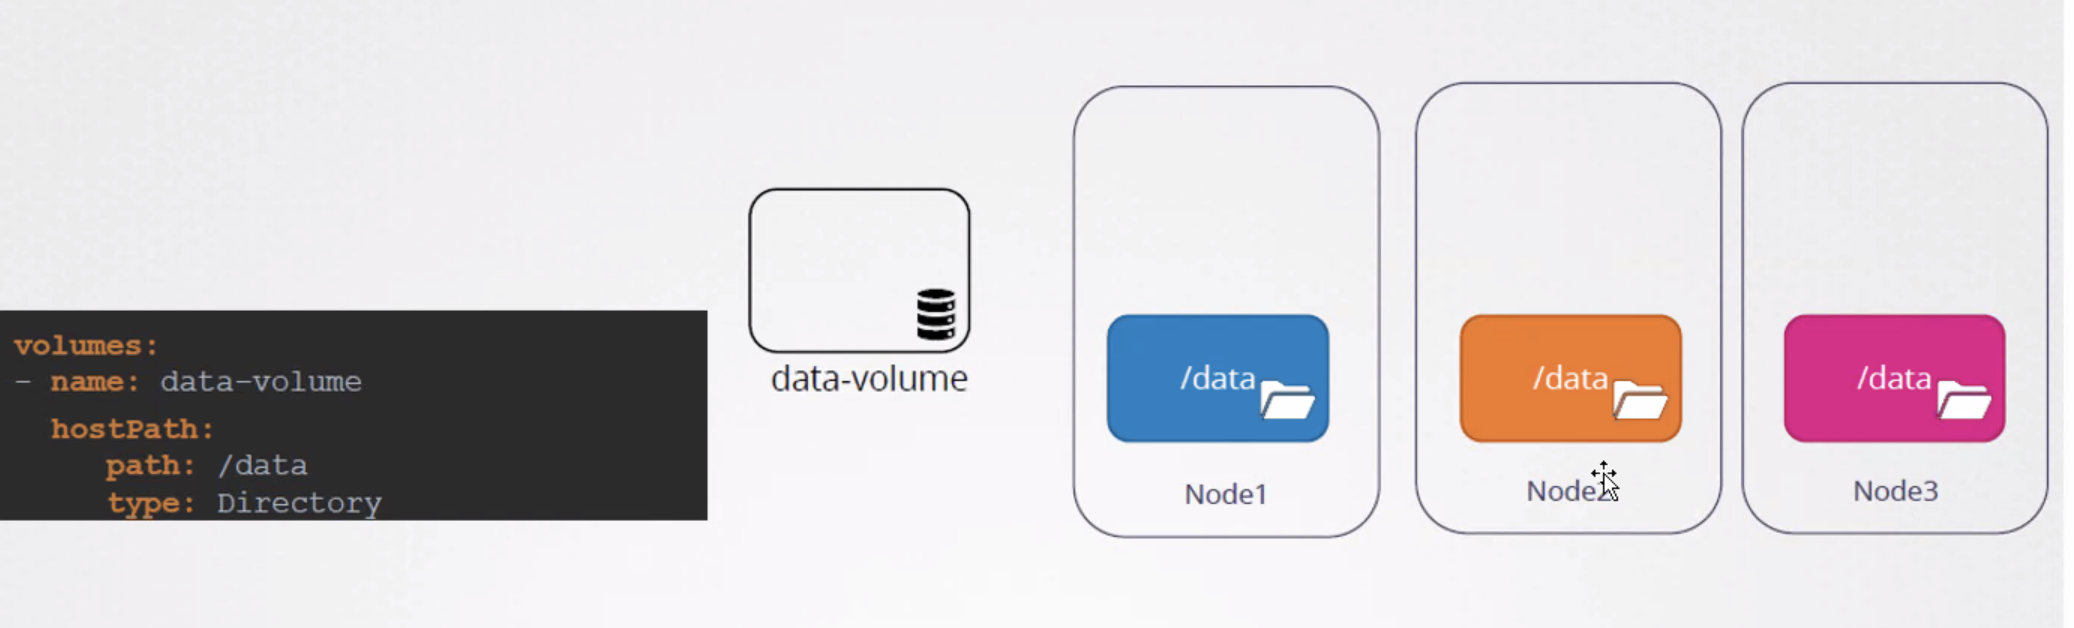 volumes:
- name: data-volume
hostPath:
path: /data
type: Directory
data-volume
/data
Node1
/data
Node2
/data
Node3